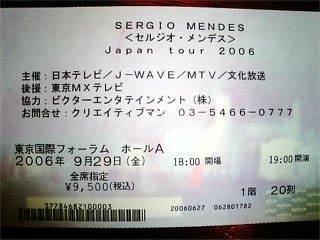 SERGIO MENDES
<セルジオ・メンデス>
Japan tour 2006
主催：日本テレビ／J-WAVE／MTV／文化放送
後援：東京MXテレビ
協力：ビクターエンタテインメント（株）
お問合せ：クリエイティブマン 03-5466-0777
東京国際フォーラム ホールA
2006年 9月29日(金) 18:00 開場 19:00 開演
全席指定
¥9,500(税込)
1階 20列
37784682100003 20060627 062801782